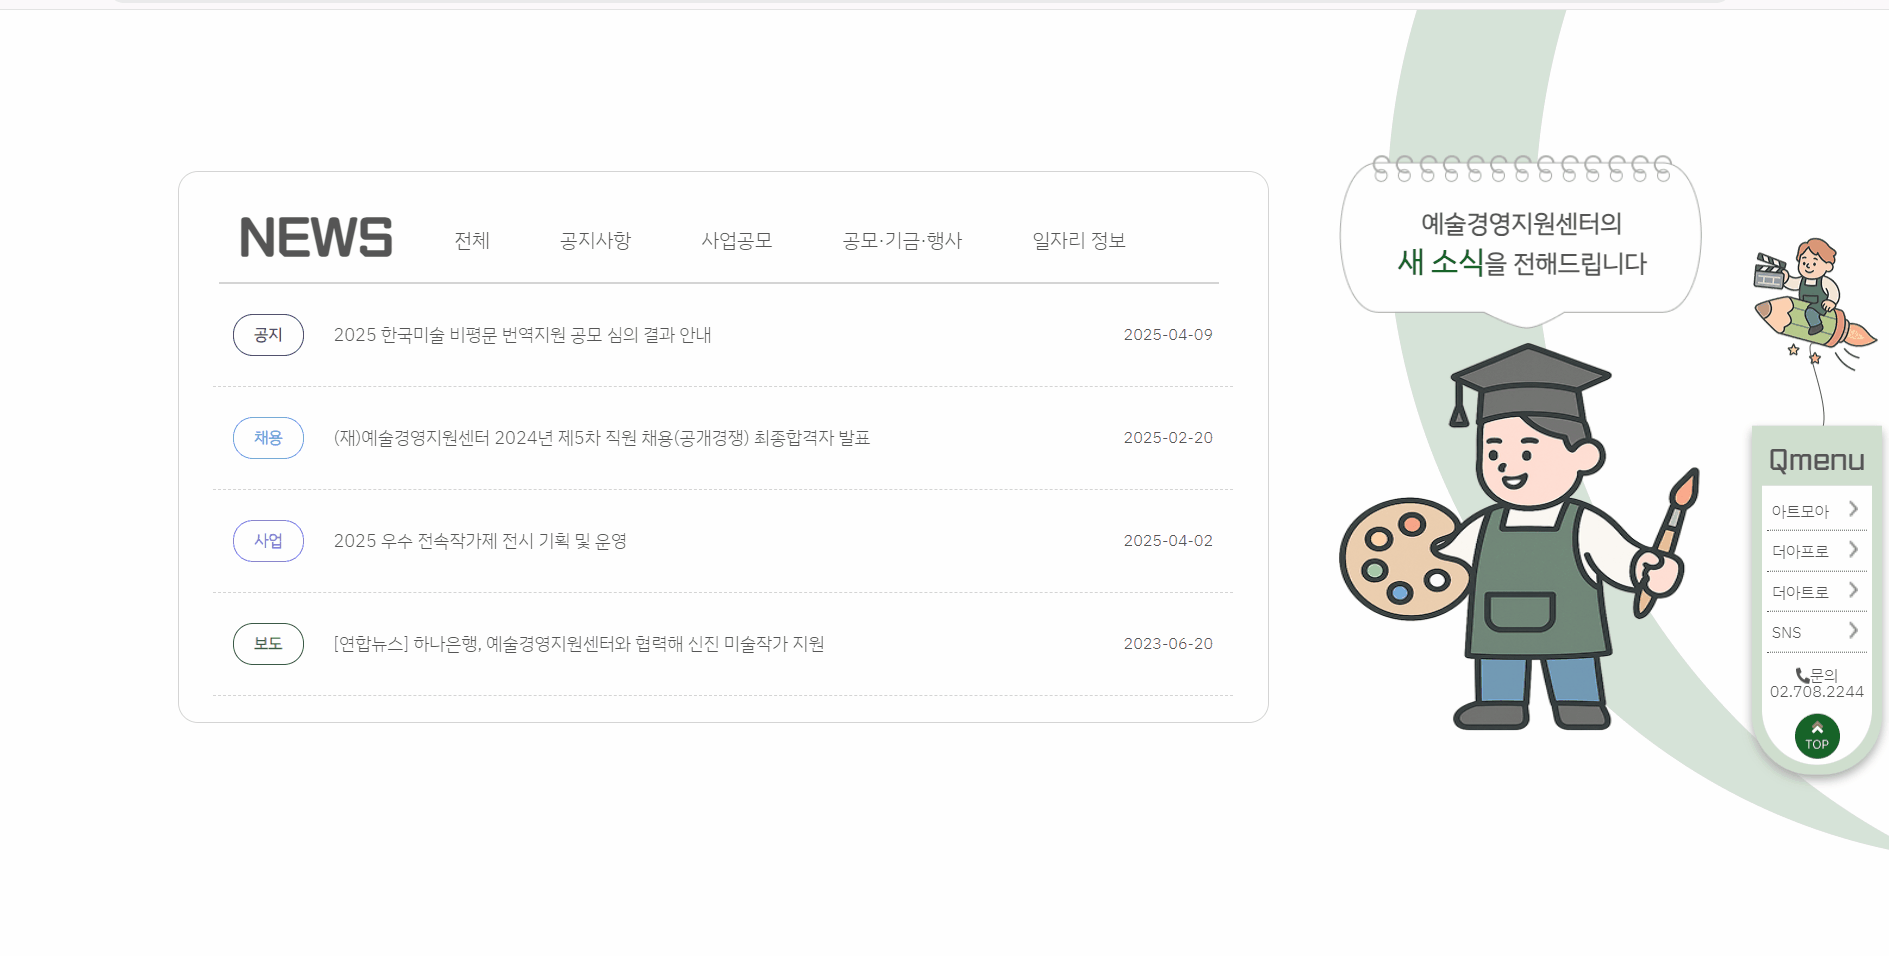 NEWS 전체 공지사항 사업공모 공모·기금·행사 일자리 정보
공지 2025 한국미술 비평문 번역지원 공모 심의 결과 안내 2025-04-09
채용 (재)예술경영지원센터 2024년 제5차 직원 채용(공개경쟁) 최종합격자 발표 2025-02-20
사업 2025 우수 전속작가제 전시 기획 및 운영 2025-04-02
보도 [연합뉴스] 하나은행, 예술경영지원센터와 협력해 신진 미술작가 지원 2023-06-20
예술경영지원센터의
새 소식을 전해드립니다
Qmenu
아트모아
더아프로
더아트로
SNS
문의
02.708.2244
TOP